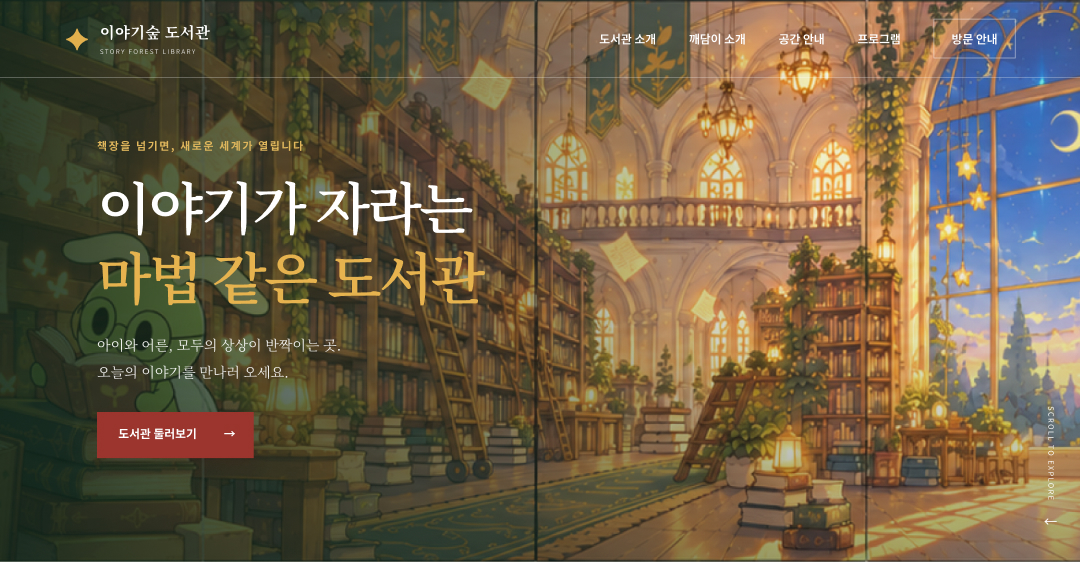 이야기숲 도서관
STORY FOREST LIBRARY
도서관 소개
깨담이 소개
공간 안내
프로그램
방문 안내
책장을 넘기면, 새로운 세계가 열립니다
이야기가 자라는
마법 같은 도서관
아이와 어른, 모두의 상상이 반짝이는 곳.
오늘의 이야기를 만나러 오세요.
도서관 둘러보기 →
SCROLL TO EXPLORE